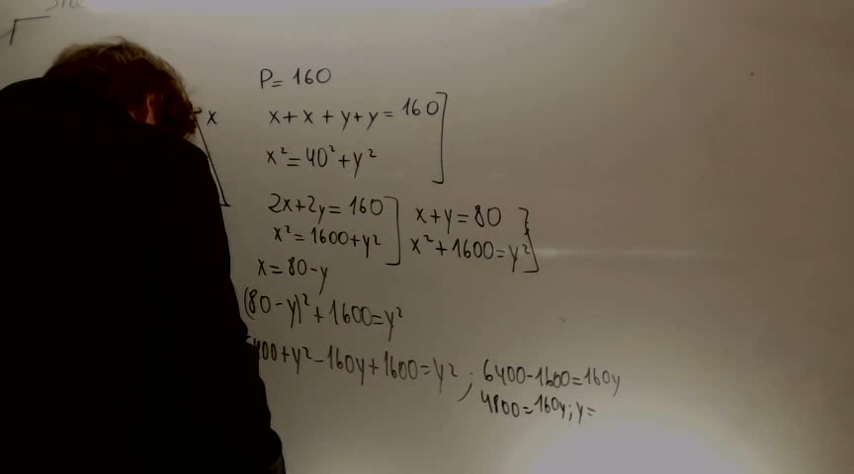 P= 160
x
x+x+y+y= 160
x²=40²+y²
2x+2y= 160
x+y=80
x²=1600+y²
x²+1600=y²
x=80-y
(80-y)²+1600=y²
400+y²-160y+1600=y² ; 6400-1600=160y
4800=160y; y=